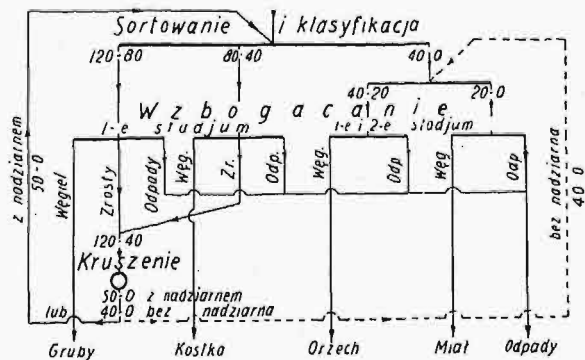 Sortowanie i klasyfikacja
120-80 80-40 40-0
40-20 20-0
Wzbogacanie
I-e stadjum I-e i 2-e stadjum
Węgiel Zrosty Odpady Węg. Zr. Odp. Węg. Odp. Węg. Odp.
z nadziarnem
50-0
bez nadziarna
40-0
120-40
Kruszenie
50-0 z nadziarnem
lub 40-0 bez nadziarna
Gruby Kostka Orzech Miał Odpady